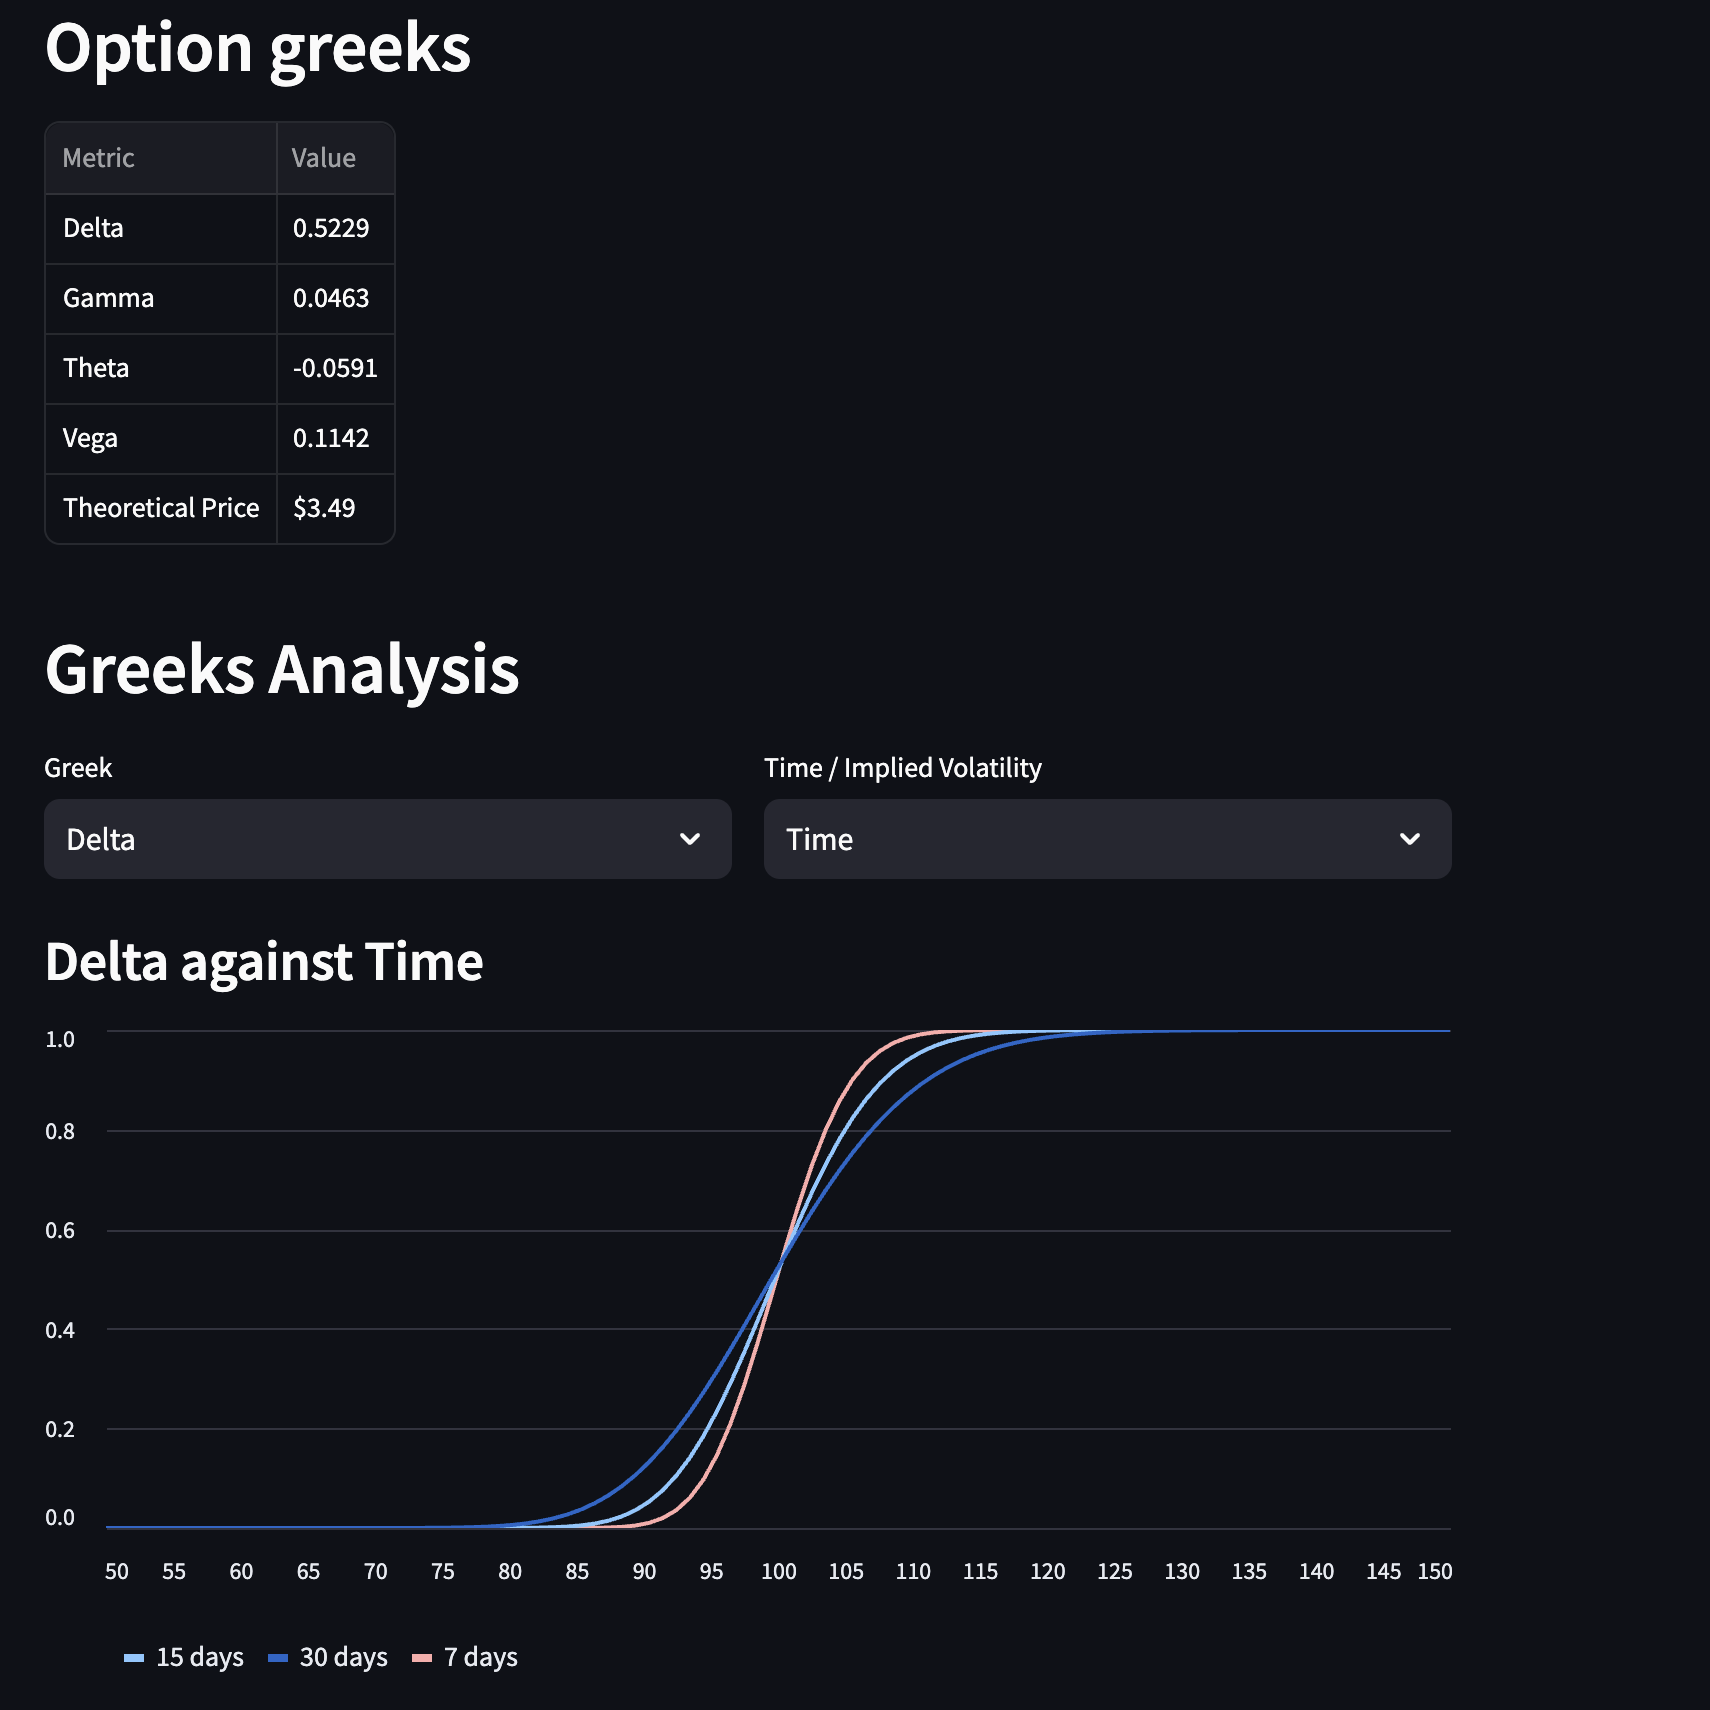 Option greeks
Metric Value
Delta 0.5229
Gamma 0.0463
Theta -0.0591
Vega 0.1142
Theoretical Price $3.49
Greeks Analysis
Greek Time / Implied Volatility
Delta Time
Delta against Time
1.0
0.8
0.6
0.4
0.2
0.0
50 55 60 65 70 75 80 85 90 95 100 105 110 115 120 125 130 135 140 145 150
15 days 30 days 7 days